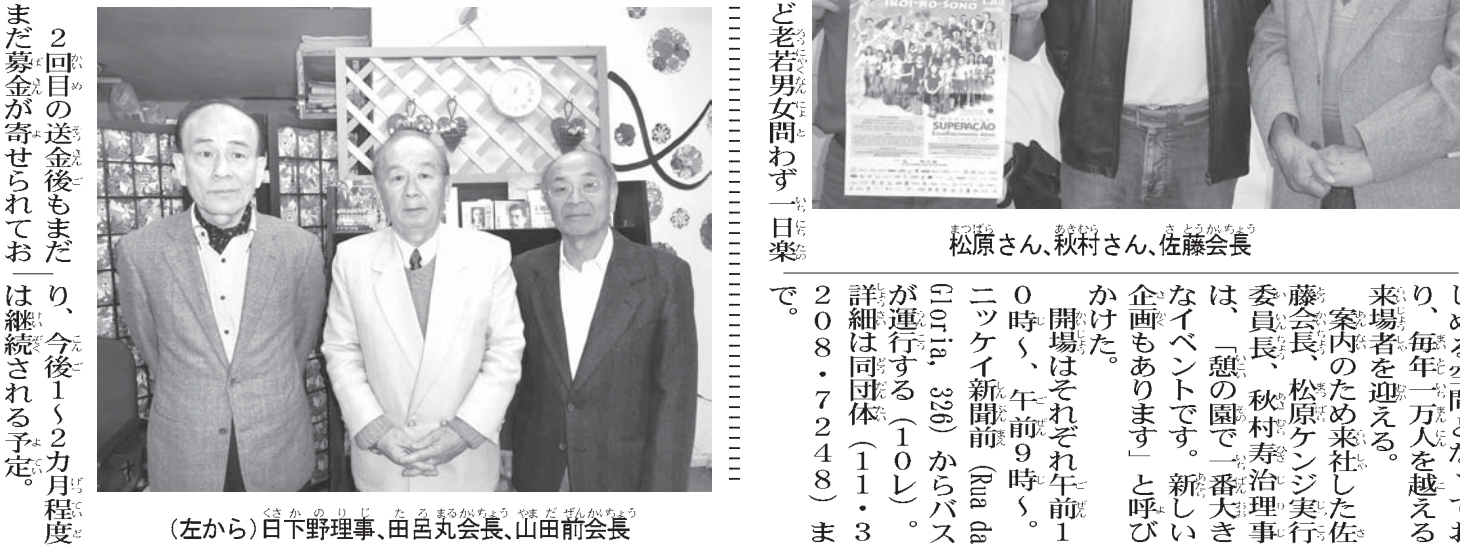 IKOI-NO-SONO
SUPERAÇÃO
松原さん、秋村さん、佐藤会長
ど老若男女問わず一日楽
しめる空間となってお
り、毎年一万人を越える
来場者を迎える。
案内のため来社した佐
藤会長、松原ケンジ実行
委員長、秋村寿治理事
は、「憩の園で一番大き
なイベントです。新しい
企画もあります」と呼び
かけた。
開場はそれぞれ午前1
0時〜、午前9時〜。
ニッケイ新聞前（Rua da
Gloria, 326）からバス
が運行する（10レ）。
詳細は同団体（11・3
208・7248）ま
で。
（左から）日下野理事、田呂丸会長、山田前会長
2回目の送金後もまだ
まだ募金が寄せられてお
り、今後1〜2カ月程度
は継続される予定。